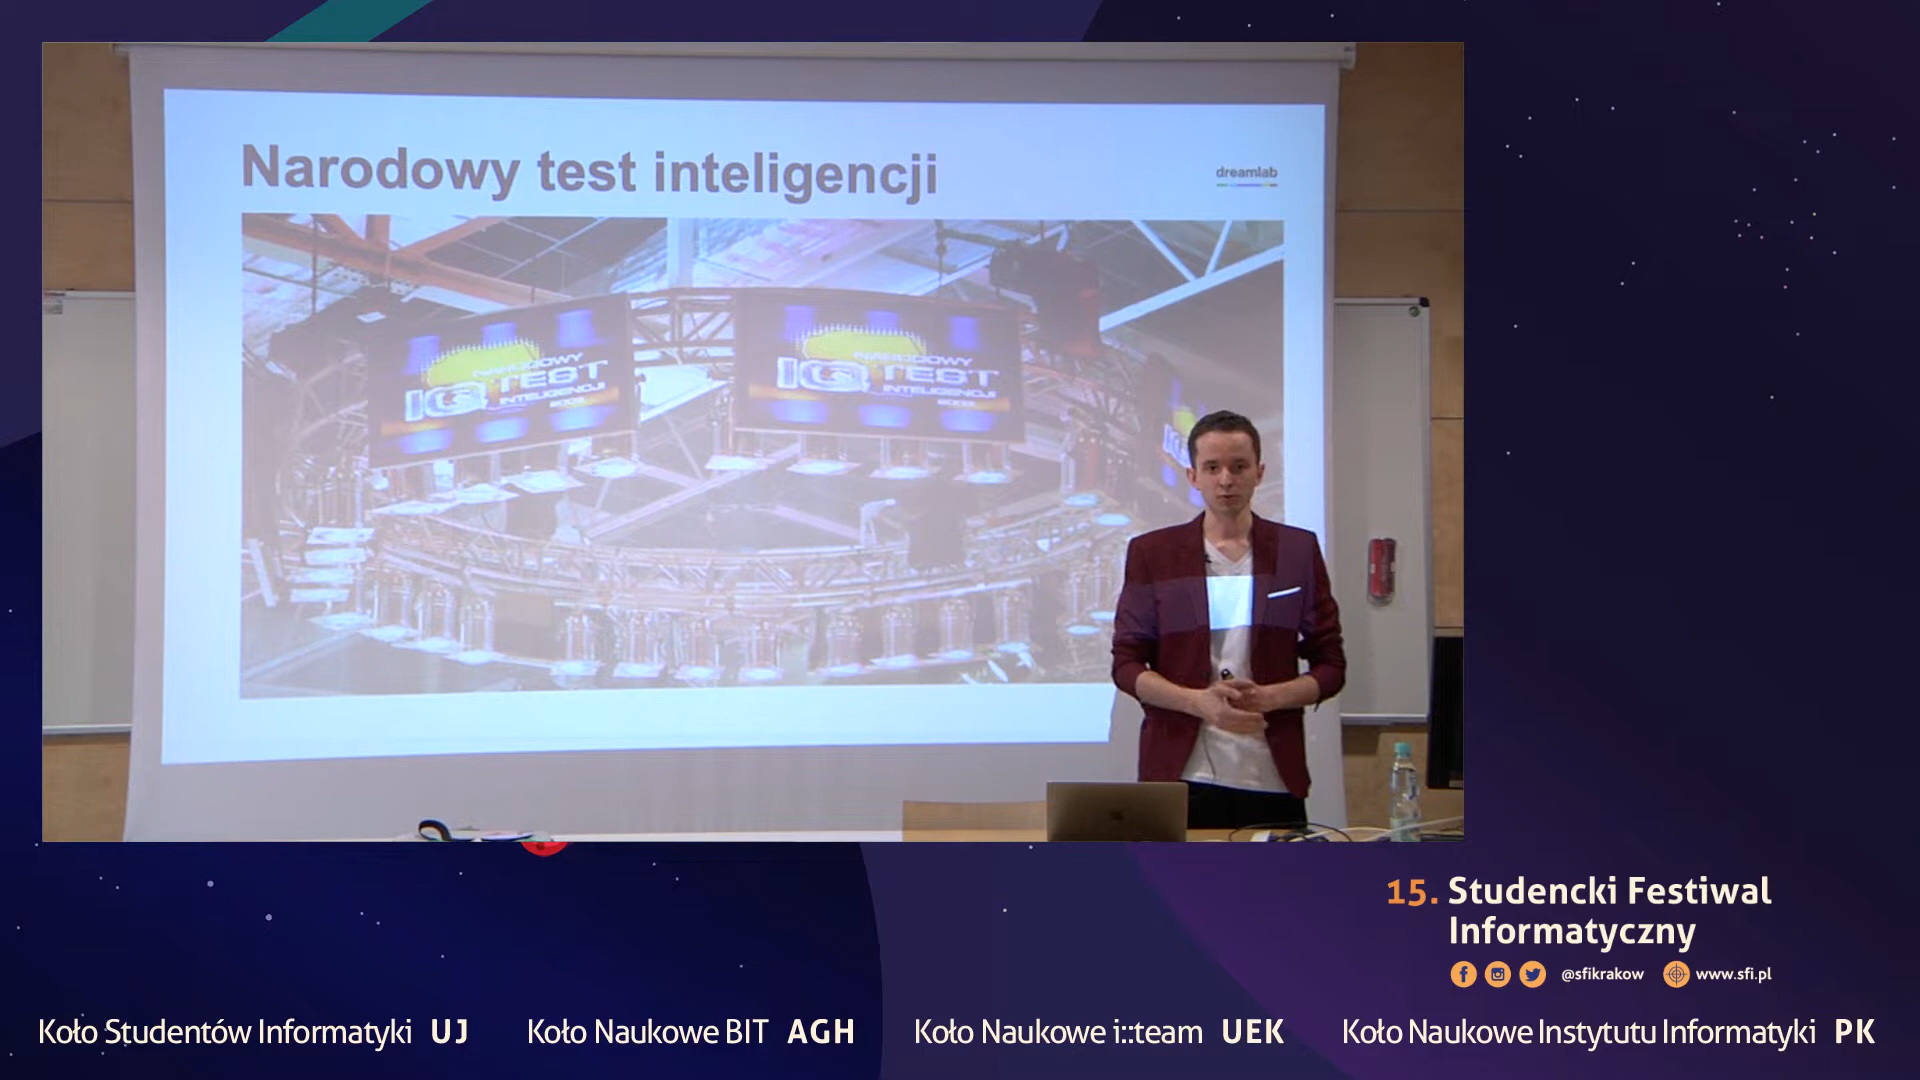 Narodowy test inteligencji
dreamlab
NARODOWY
IQ TEST
INTELIGENCJI
NARODOWY
IQ TEST
INTELIGENCJI
IQ
15. Studencki Festiwal
Informatyczny
@sfikrakow www.sfi.pl
Koło Studentów Informatyki UJ Koło Naukowe BIT AGH Koło Naukowe i::team UEK Koło Naukowe Instytutu Informatyki PK